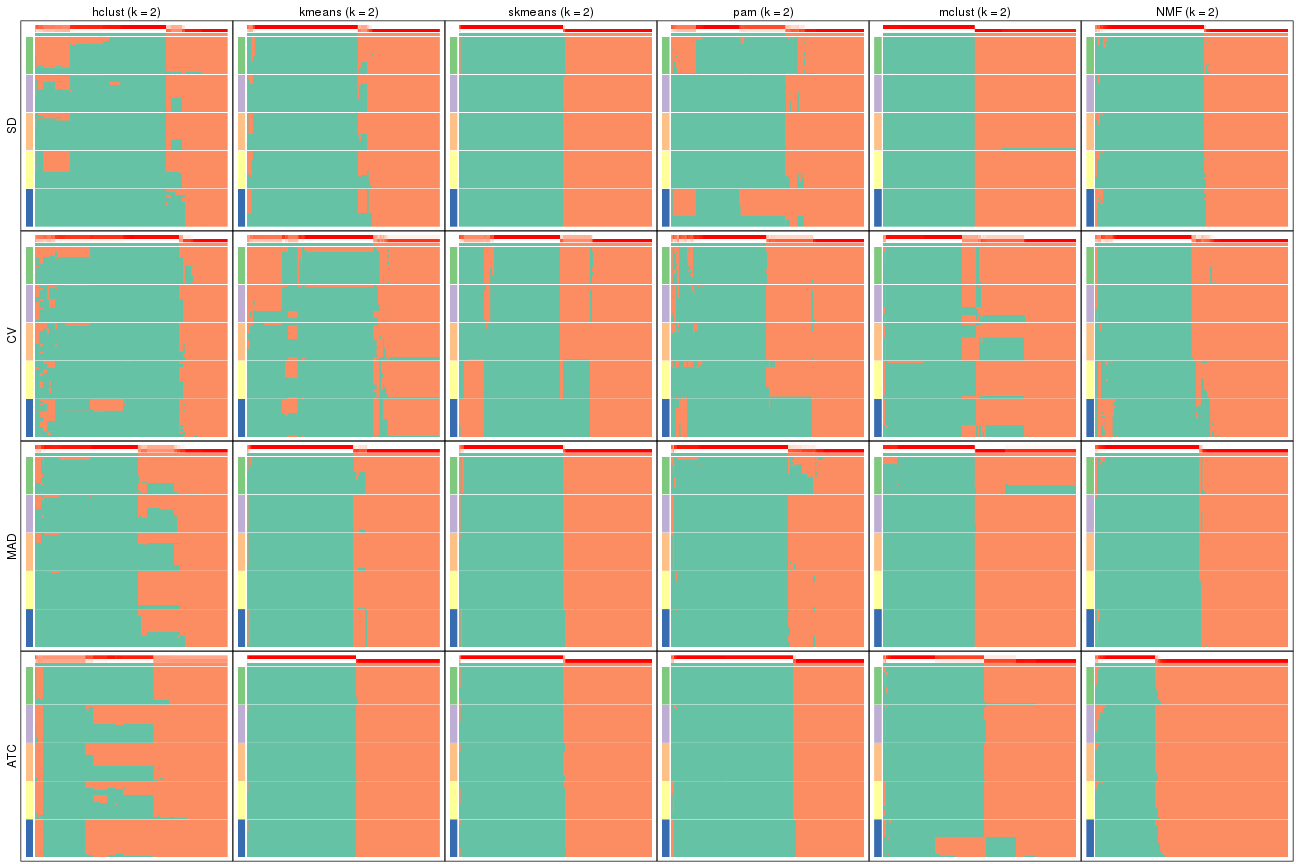 hclust (k = 2)
kmeans (k = 2)
skmeans (k = 2)
pam (k = 2)
mclust (k = 2)
NMF (k = 2)
SD
CV
MAD
ATC